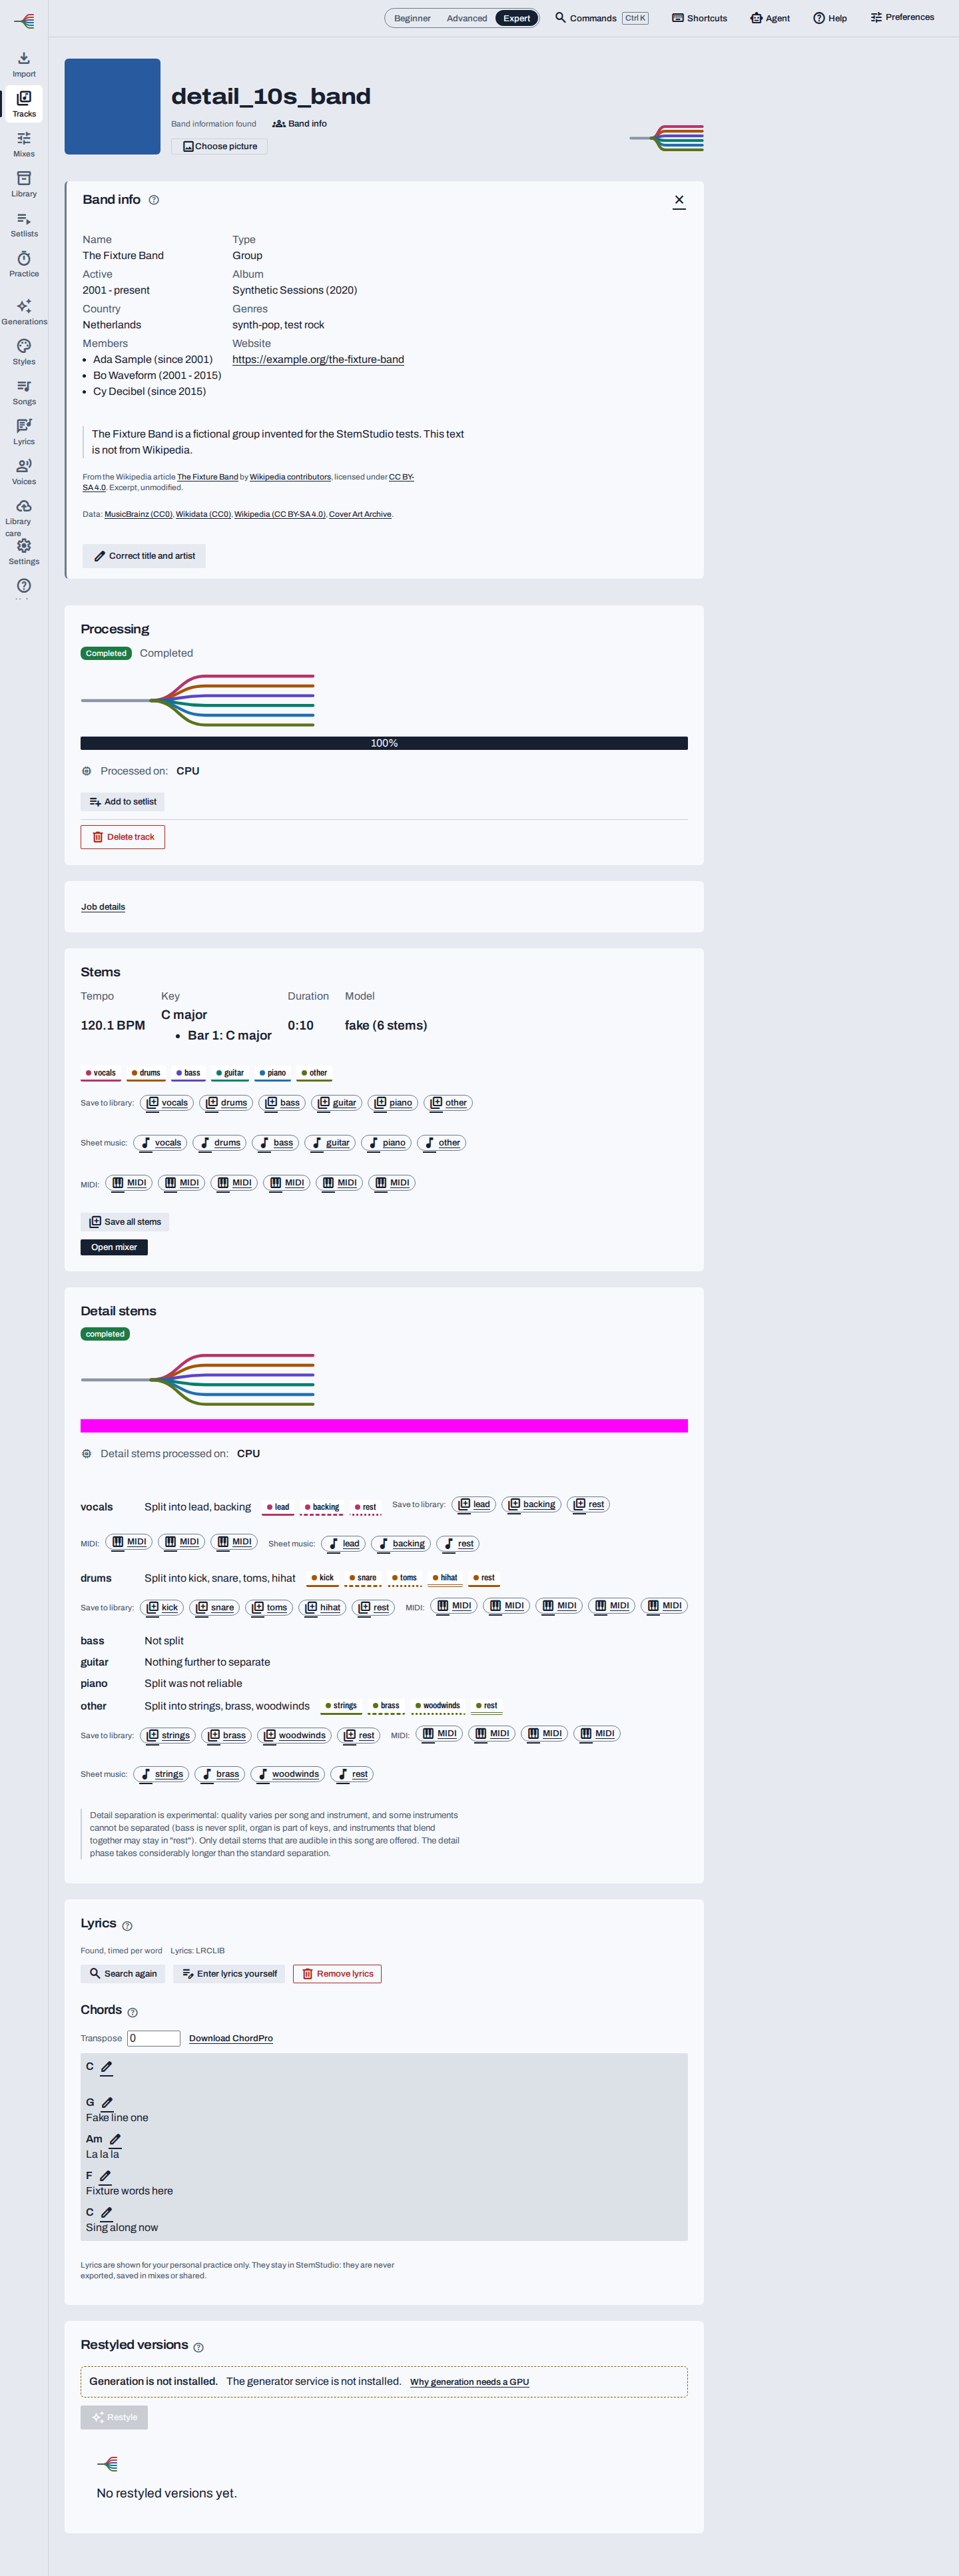 Beginner Advanced Expert Commands Ctrl K Shortcuts Agent Help Preferences
Import
Tracks
Mixes
Library
Setlists
Practice
Generations
Styles
Songs
Lyrics
Voices
Library
care
Settings
detail_10s_band
Band information found Band info
Choose picture
Band info
Name Type
The Fixture Band Group
Active Album
2001 - present Synthetic Sessions (2020)
Country Genres
Netherlands synth-pop, test rock
Members Website
• Ada Sample (since 2001) https://example.org/the-fixture-band
• Bo Waveform (2001 - 2015)
• Cy Decibel (since 2015)
The Fixture Band is a fictional group invented for the StemStudio tests. This text
is not from Wikipedia.
From the Wikipedia article The Fixture Band by Wikipedia contributors, licensed under CC BY-
SA 4.0. Excerpt, unmodified.
Data: MusicBrainz (CC0), Wikidata (CC0), Wikipedia (CC BY-SA 4.0), Cover Art Archive.
Correct title and artist
Processing
Completed Completed
100%
Processed on: CPU
Add to setlist
Delete track
Job details
Stems
Tempo Key Duration Model
120.1 BPM C major 0:10 fake (6 stems)
• Bar 1: C major
vocals drums bass guitar piano other
Save to library: vocals drums bass guitar piano other
Sheet music: vocals drums bass guitar piano other
MIDI: MIDI MIDI MIDI MIDI MIDI MIDI
Save all stems
Open mixer
Detail stems
completed
Detail stems processed on: CPU
vocals Split into lead, backing lead backing rest Save to library: lead backing rest
MIDI: MIDI MIDI MIDI Sheet music: lead backing rest
drums Split into kick, snare, toms, hihat kick snare toms hihat rest
Save to library: kick snare toms hihat rest MIDI: MIDI MIDI MIDI MIDI MIDI
bass Not split
guitar Nothing further to separate
piano Split was not reliable
other Split into strings, brass, woodwinds strings brass woodwinds rest
Save to library: strings brass woodwinds rest MIDI: MIDI MIDI MIDI MIDI
Sheet music: strings brass woodwinds rest
Detail separation is experimental: quality varies per song and instrument, and some instruments
cannot be separated (bass is never split, organ is part of keys, and instruments that blend
together may stay in "rest"). Only detail stems that are audible in this song are offered. The detail
phase takes considerably longer than the standard separation.
Lyrics
Found, timed per word Lyrics: LRCLIB
Search again Enter lyrics yourself Remove lyrics
Chords
Transpose 0 Download ChordPro
C
G
Fake line one
Am
La la la
F
Fixture words here
C
Sing along now
Lyrics are shown for your personal practice only. They stay in StemStudio: they are never
exported, saved in mixes or shared.
Restyled versions
Generation is not installed. The generator service is not installed. Why generation needs a GPU
Restyle
No restyled versions yet.